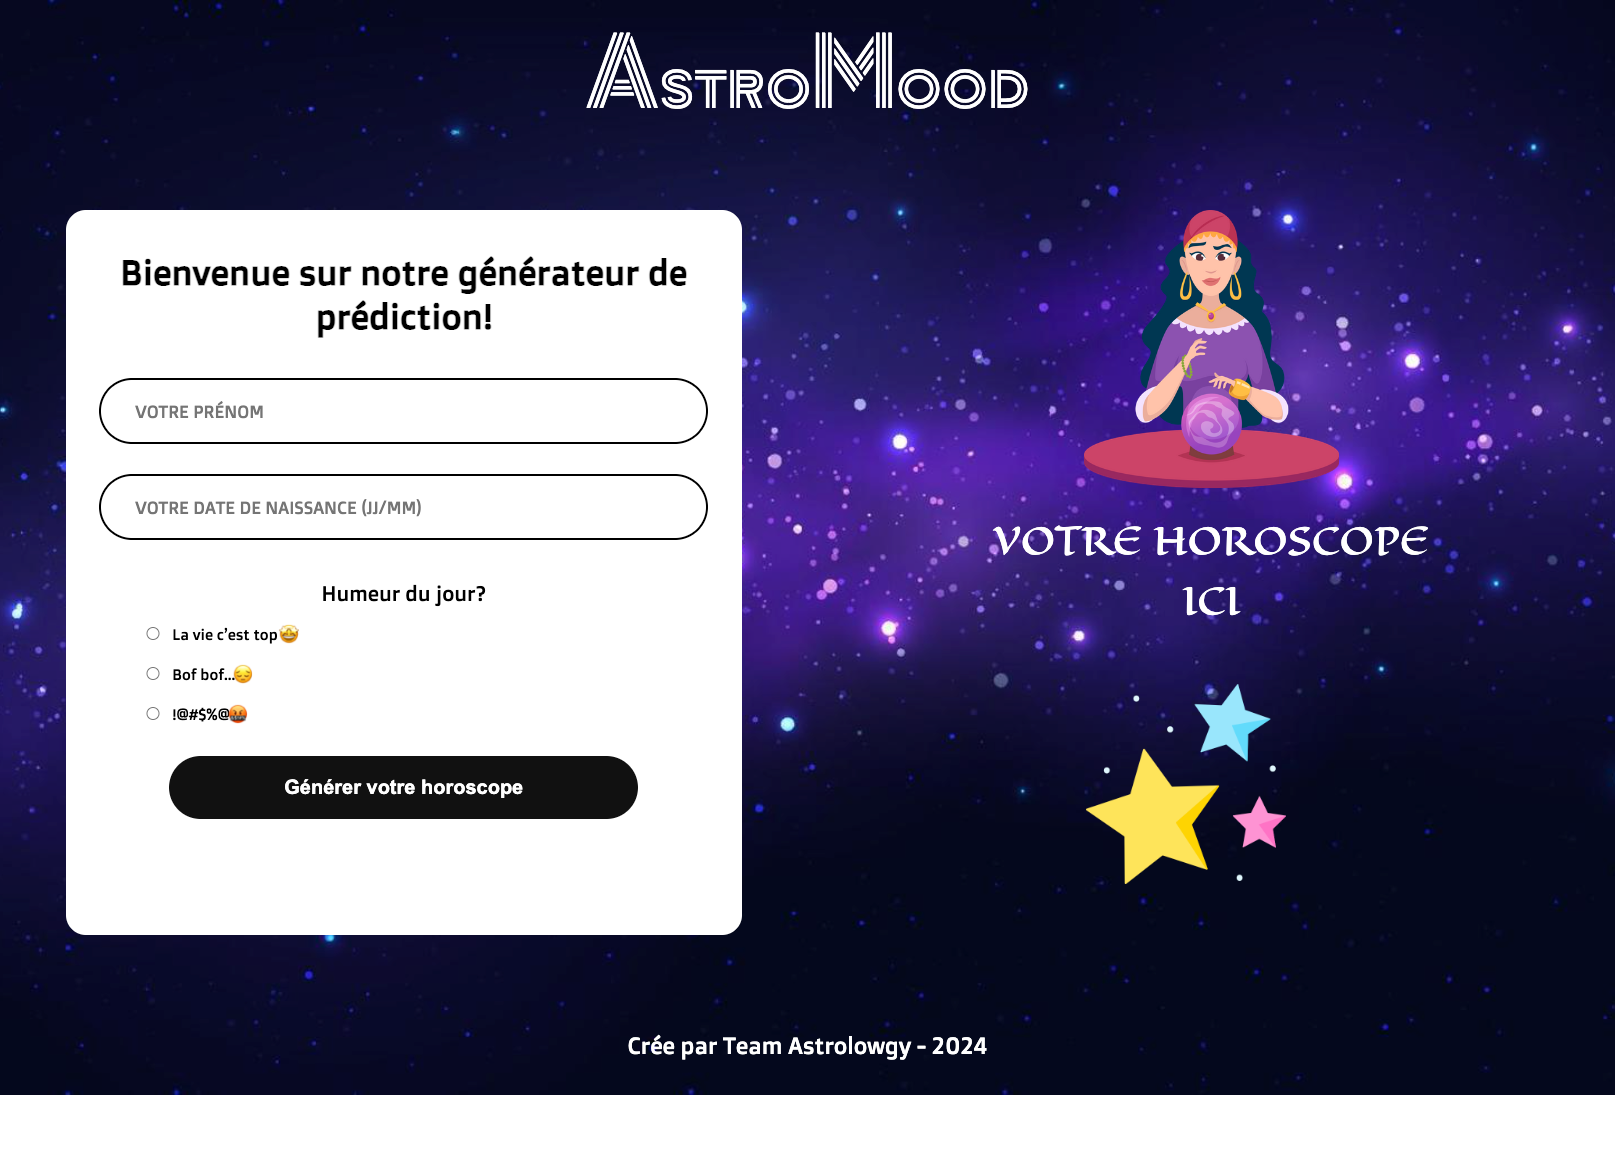 AstroMood
Bienvenue sur notre générateur de
prédiction!
VOTRE PRÉNOM
VOTRE DATE DE NAISSANCE (JJ/MM)
Humeur du jour?
La vie c'est top🤩
Bof bof...😔
!@#$%@🤬
Générer votre horoscope
VOTRE HOROSCOPE
ICI
Crée par Team Astrolowgy - 2024